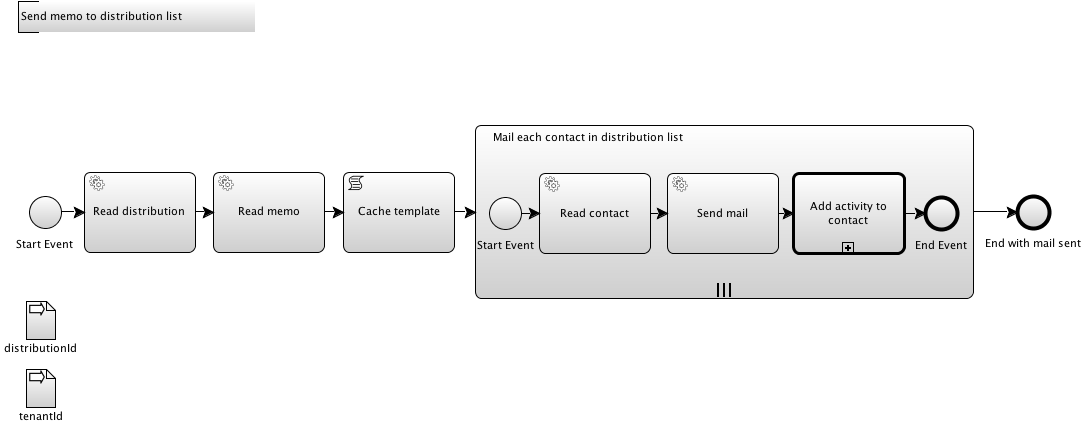 Send memo to distribution list
Mail each contact in distribution list
Read distribution
Read memo
Cache template
Read contact
Send mail
Add activity to
contact
Start Event
Start Event
End Event
End with mail sent
distributionId
tenantId